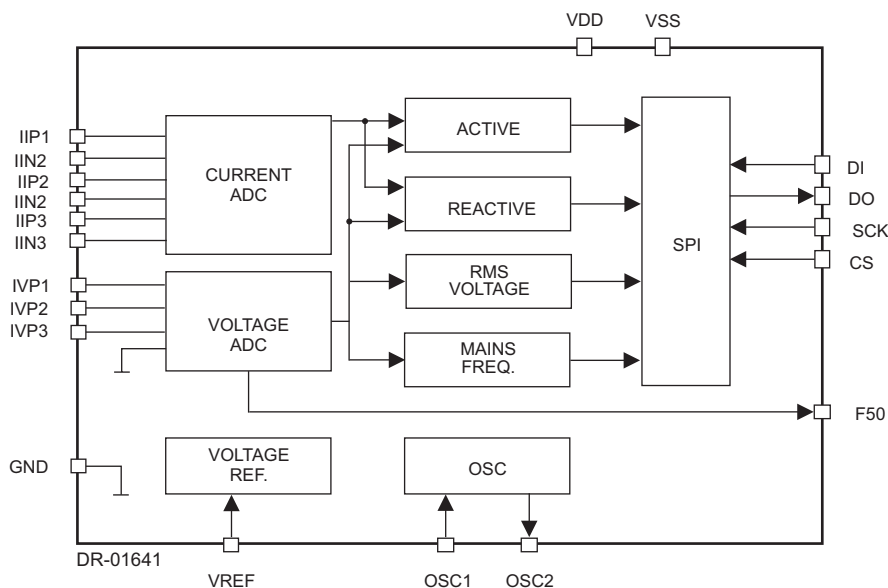 VDD
VSS
IIP1
IIN2
IIP2
IIN2
IIP3
IIN3
CURRENT
ADC
ACTIVE
REACTIVE
SPI
DI
DO
SCK
CS
IVP1
IVP2
IVP3
VOLTAGE
ADC
RMS
VOLTAGE
MAINS
FREQ.
F50
GND
VOLTAGE
REF.
OSC
DR-01641
VREF
OSC1
OSC2